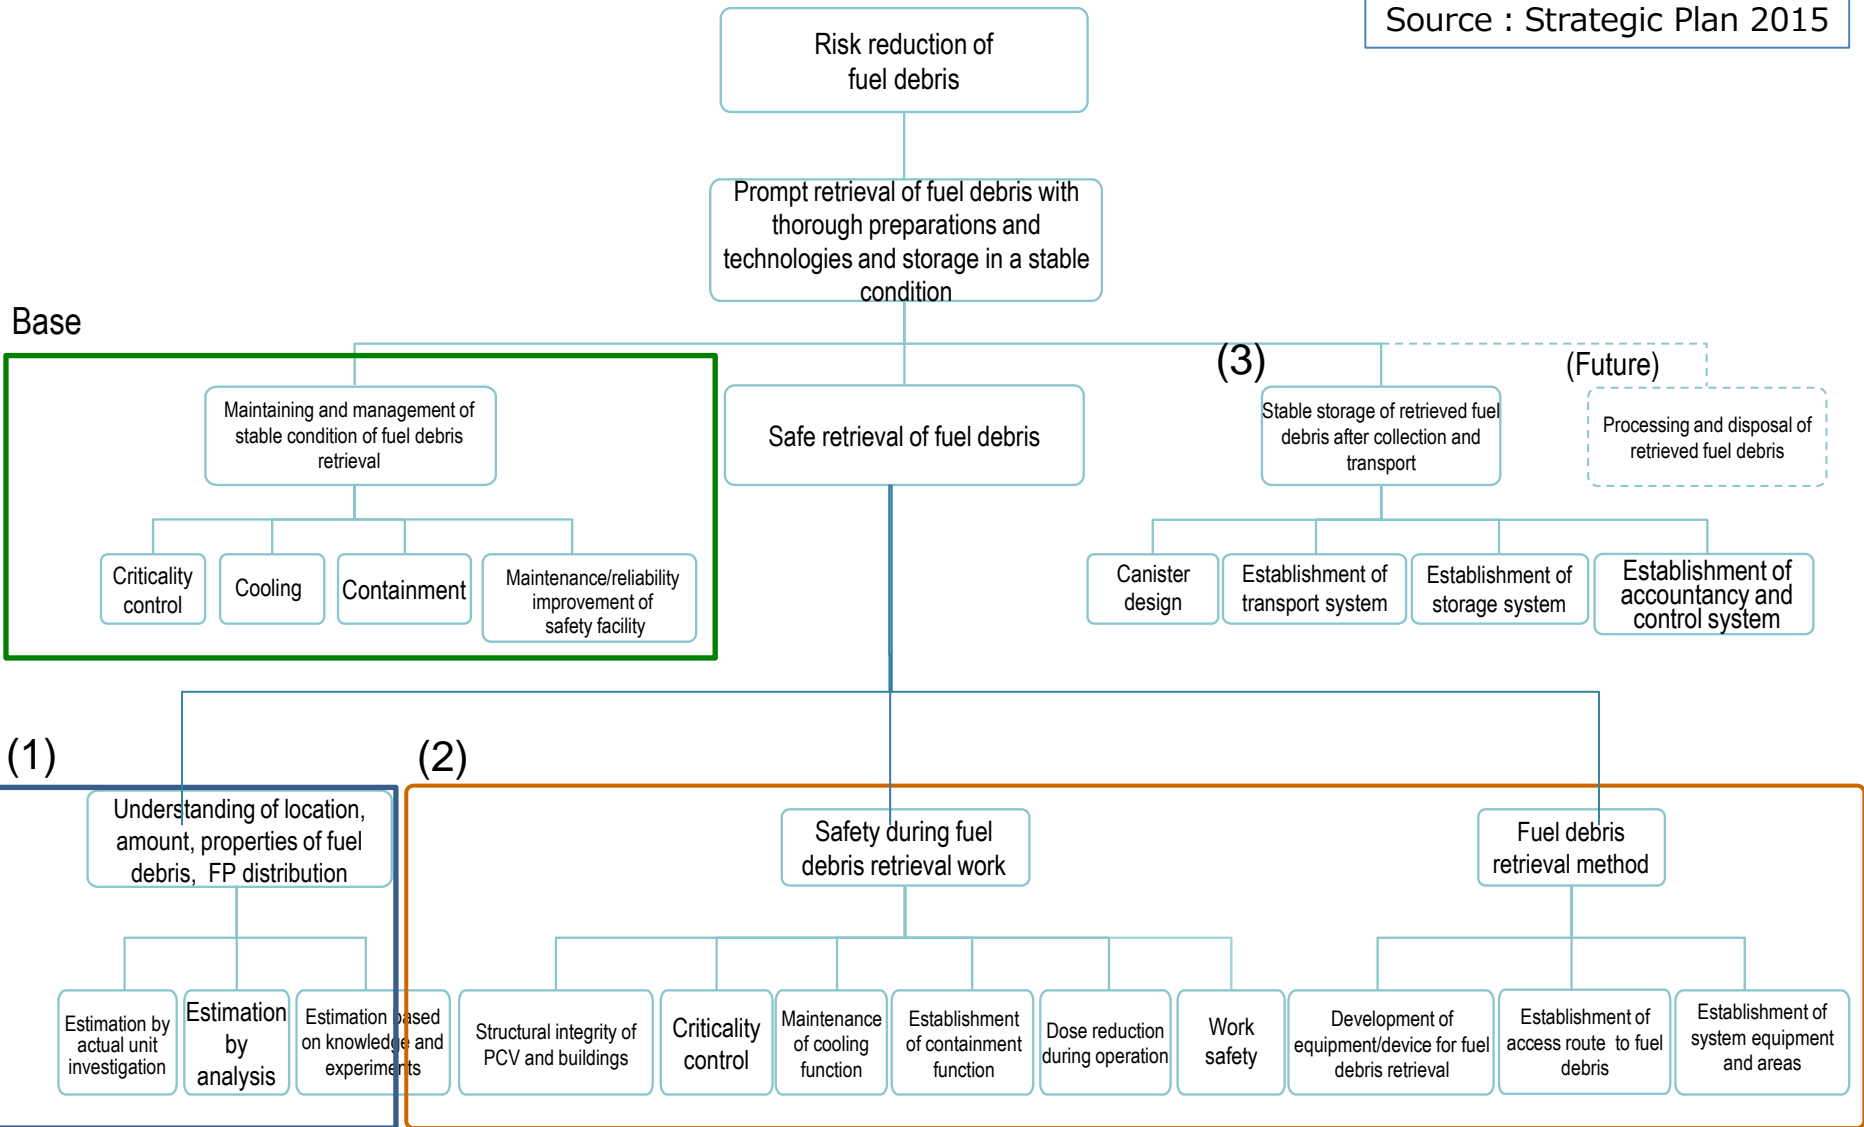 Source : Strategic Plan 2015
Risk reduction of
fuel debris
Prompt retrieval of fuel debris with
thorough preparations and
technologies and storage in a stable
condition
Base
(3)
(Future)
Maintaining and management of
stable condition of fuel debris
retrieval
Safe retrieval of fuel debris
Stable storage of retrieved fuel
debris after collection and
transport
Processing and disposal of
retrieved fuel debris
Criticality
control
Cooling
Containment
Maintenance/reliability
improvement of
safety facility
Canister
design
Establishment of
transport system
Establishment of
storage system
Establishment of
accountancy and
control system
(1)
(2)
Understanding of location,
amount, properties of fuel
debris, FP distribution
Safety during fuel
debris retrieval work
Fuel debris
retrieval method
Estimation by
actual unit
investigation
Estimation
by
analysis
Estimation based
on knowledge and
experiments
Structural integrity of
PCV and buildings
Criticality
control
Maintenance
of cooling
function
Establishment
of containment
function
Dose reduction
during operation
Work
safety
Development of
equipment/device for fuel
debris retrieval
Establishment of
access route to fuel
debris
Establishment of
system equipment
and areas